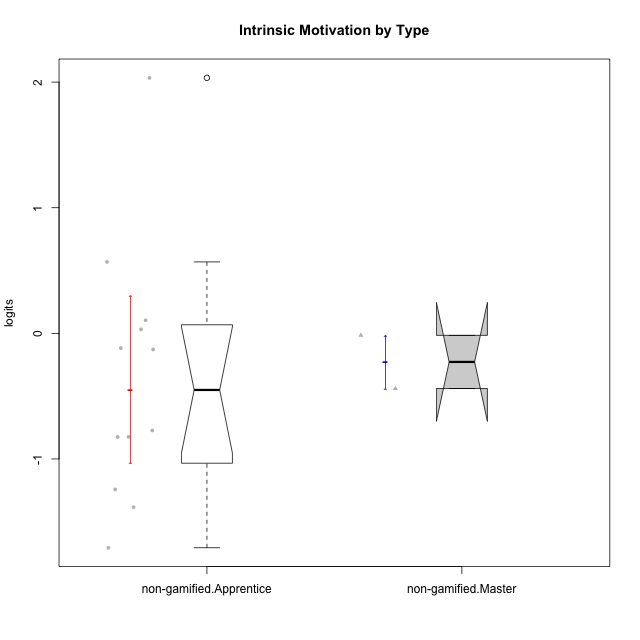 Intrinsic Motivation by Type
logits
2
1
0
-1
non-gamified.Apprentice
non-gamified.Master